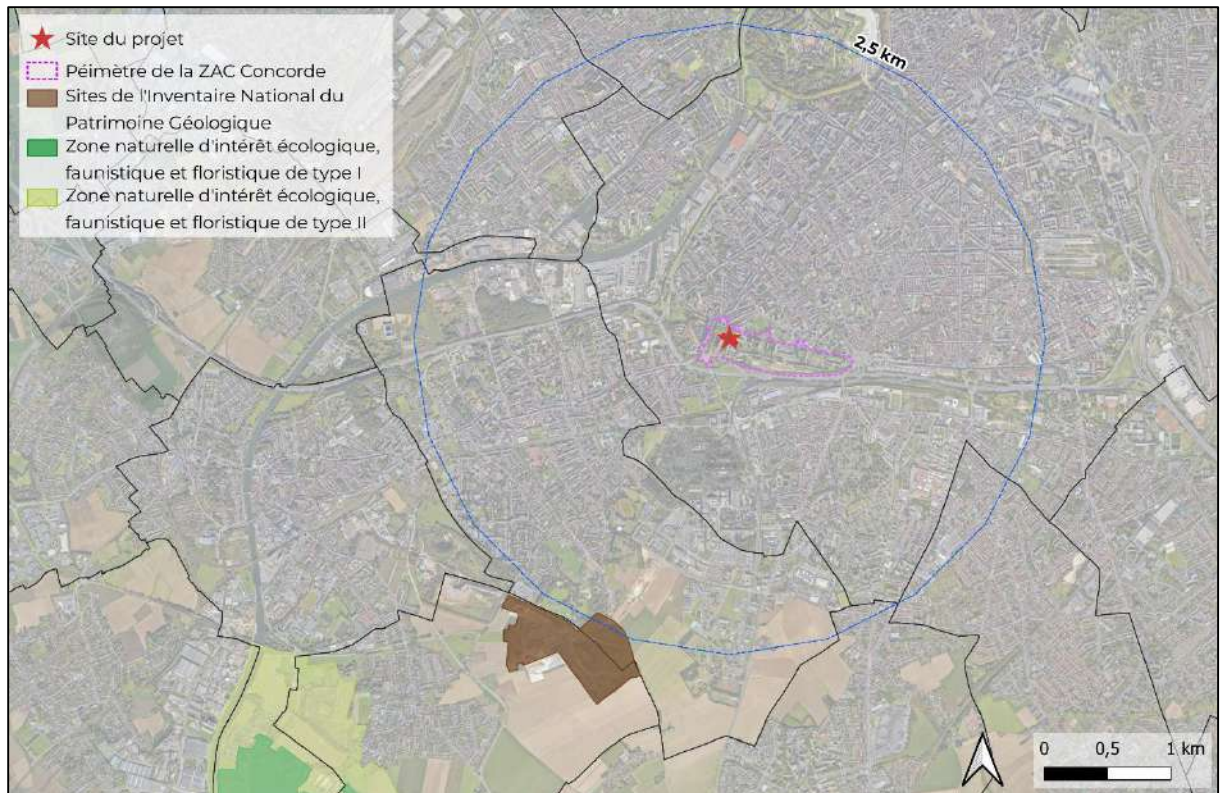 Site du projet
Péimètre de la ZAC Concorde
Sites de l'Inventaire National du
Patrimoine Géologique
Zone naturelle d'intérêt écologique,
faunistique et floristique de type I
Zone naturelle d'intérêt écologique,
faunistique et floristique de type II
2,5 km
0 0,5 1 km